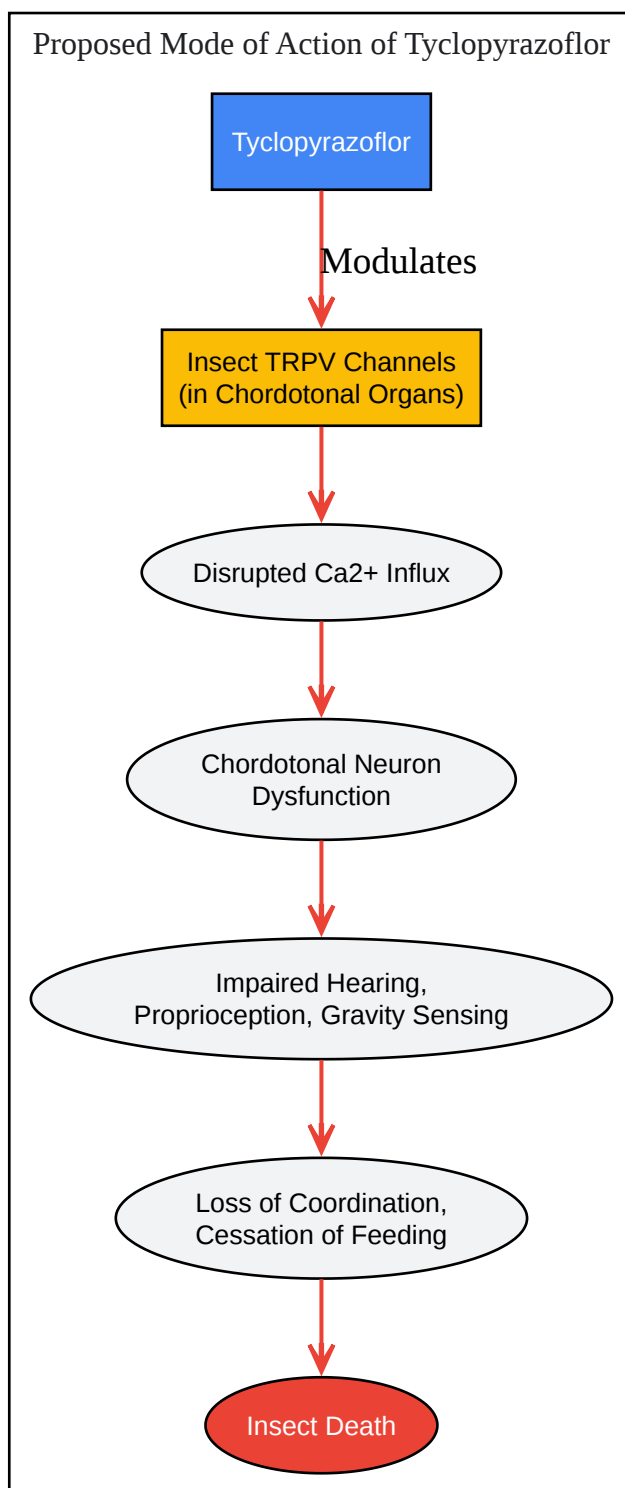 Proposed Mode of Action of Tyclopyrazoflor
Tyclopyrazoflor
Modulates
Insect TRPV Channels
(in Chordotonal Organs)
Disrupted Ca2+ Influx
Chordotonal Neuron
Dysfunction
Impaired Hearing,
Proprioception, Gravity Sensing
Loss of Coordination,
Cessation of Feeding
Insect Death